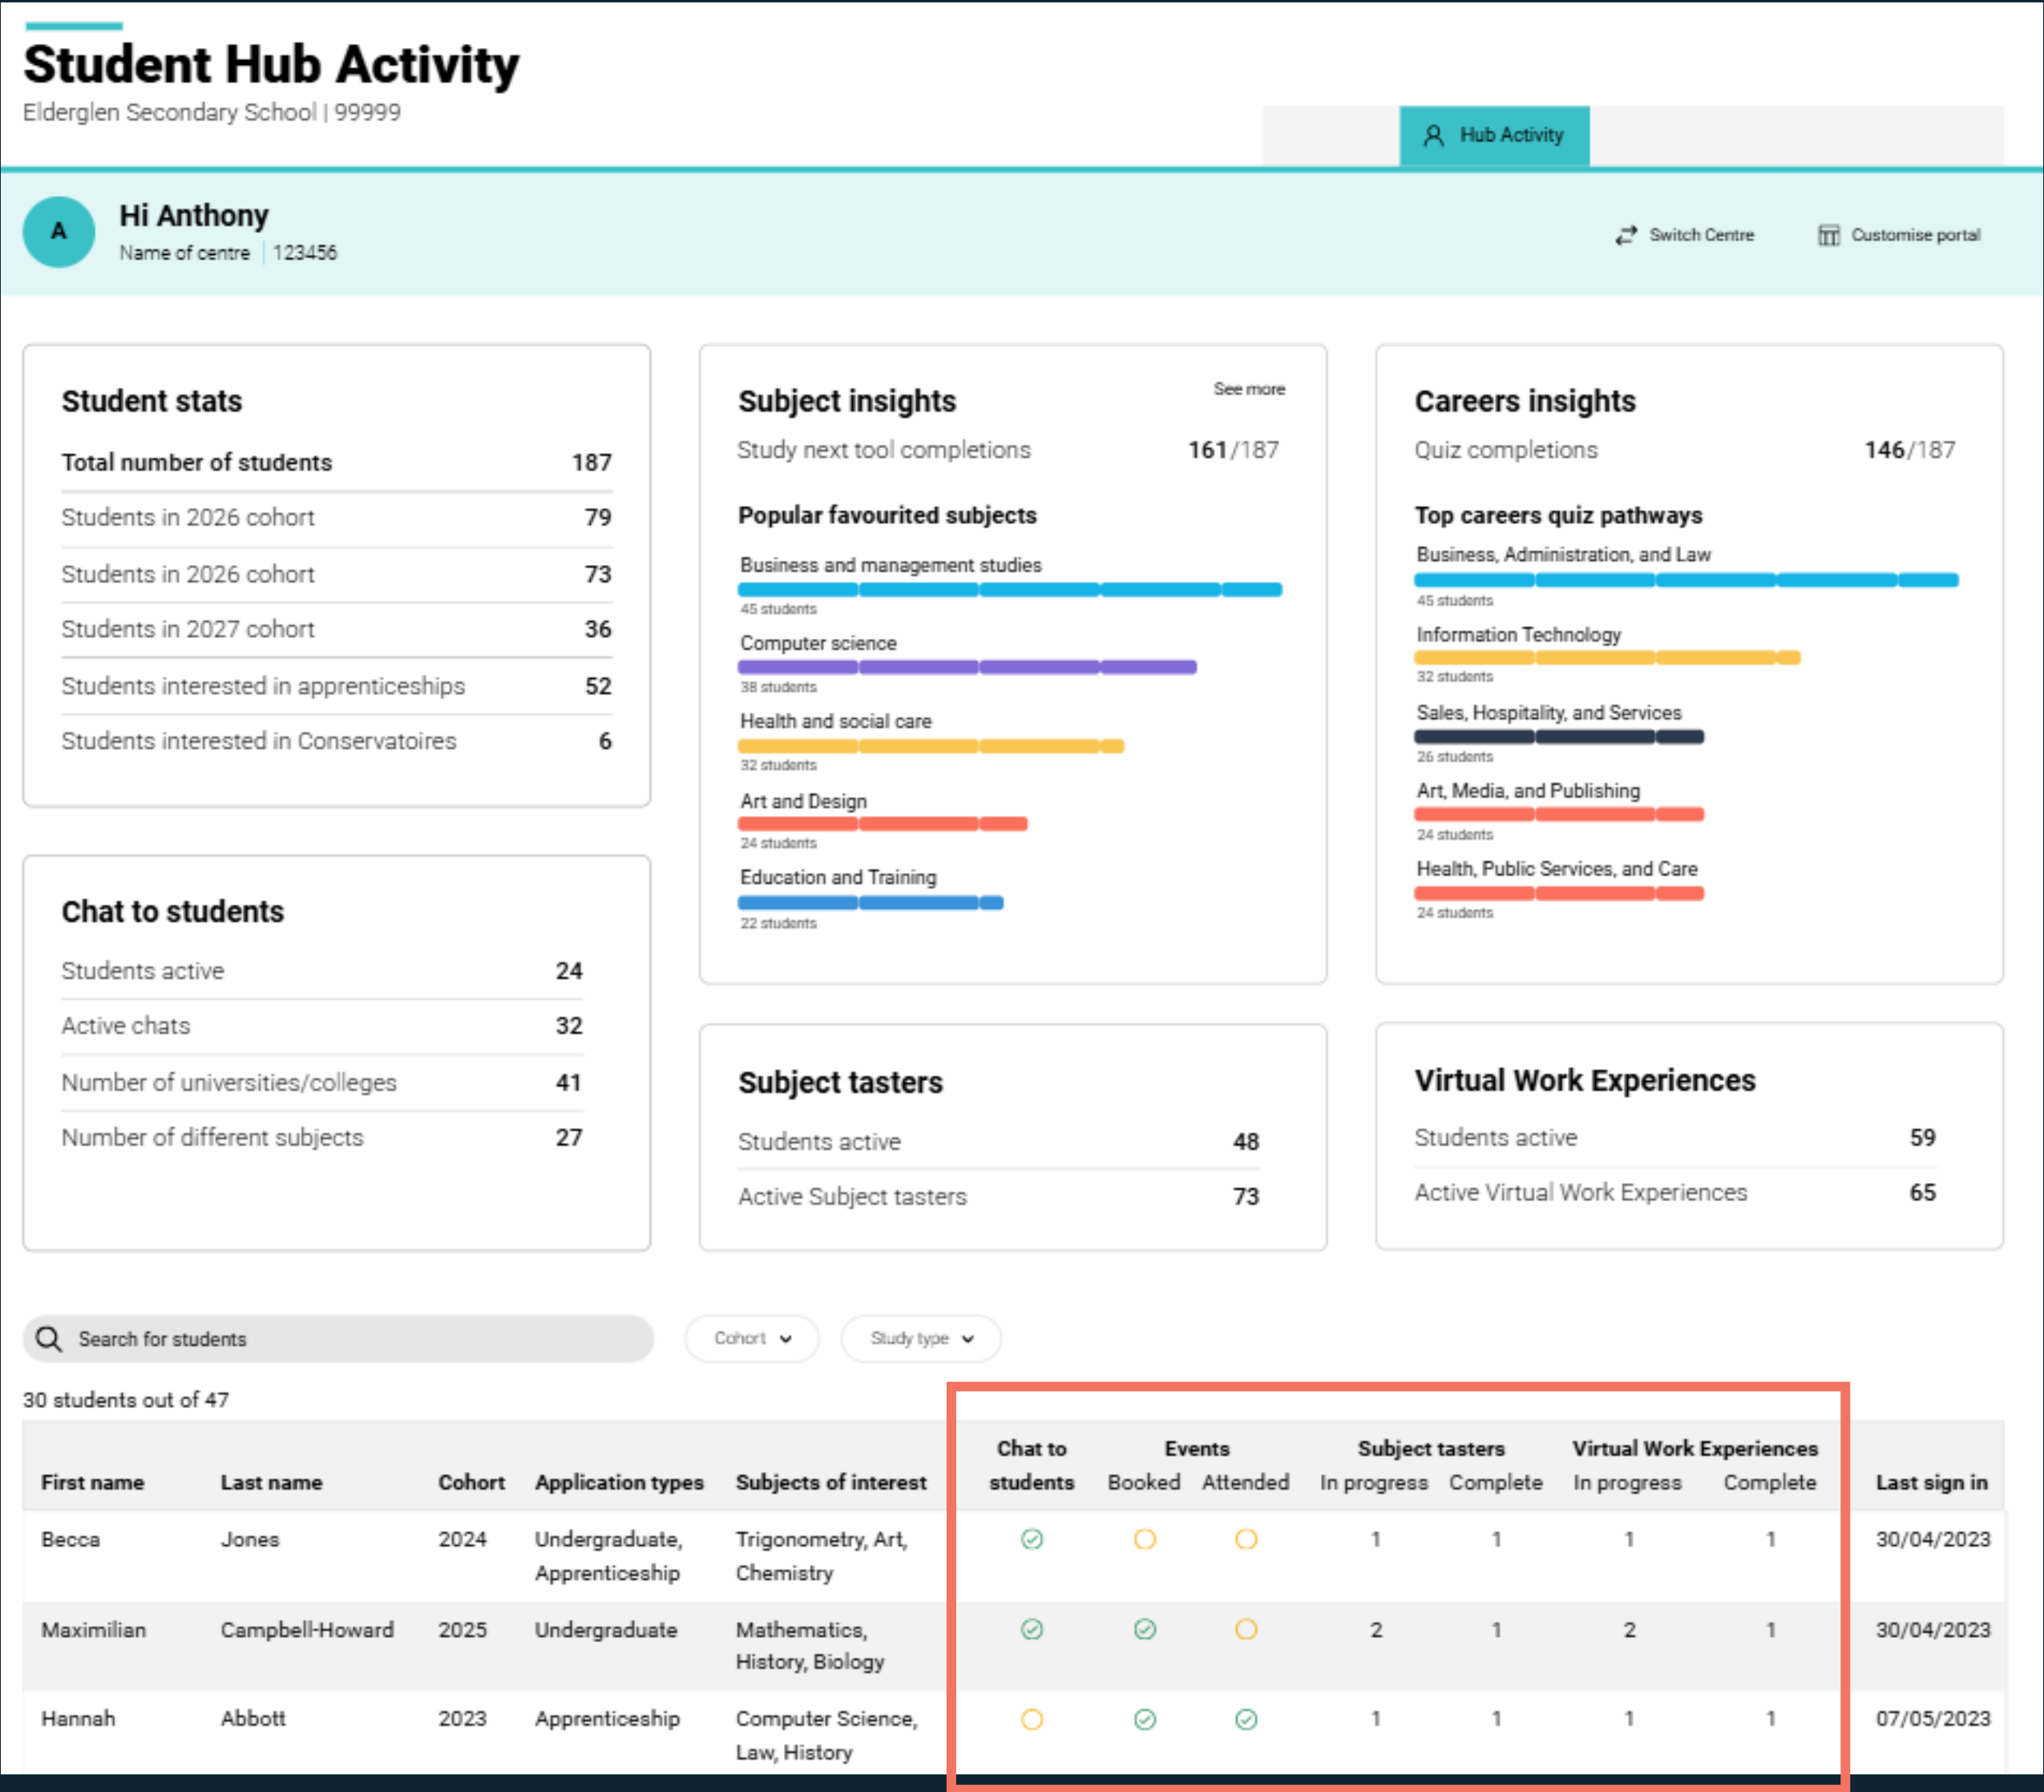 Student Hub Activity
Elderglen Secondary School | 99999
Hub Activity
A
Hi Anthony
Name of centre | 123456
Switch Centre
Customise portal
Student stats
Total number of students 187
Students in 2026 cohort 79
Students in 2026 cohort 73
Students in 2027 cohort 36
Students interested in apprenticeships 52
Students interested in Conservatoires 6
Chat to students
Students active 24
Active chats 32
Number of universities/colleges 41
Number of different subjects 27
Subject insights
See more
Study next tool completions 161/187
Popular favourited subjects
Business and management studies
45 students
Computer science
38 students
Health and social care
32 students
Art and Design
24 students
Education and Training
22 students
Subject tasters
Students active 48
Active Subject tasters 73
Careers insights
Quiz completions 146/187
Top careers quiz pathways
Business, Administration, and Law
45 students
Information Technology
32 students
Sales, Hospitality, and Services
26 students
Art, Media, and Publishing
24 students
Health, Public Services, and Care
24 students
Virtual Work Experiences
Students active 59
Active Virtual Work Experiences 65
Search for students
Cohort
Study type
30 students out of 47
Chat to Events Subject tasters Virtual Work Experiences
First name Last name Cohort Application types Subjects of interest students Booked Attended In progress Complete In progress Complete Last sign in
Becca Jones 2024 Undergraduate, Trigonometry, Art, 1 1 1 1 30/04/2023
Apprenticeship Chemistry
Maximilian Campbell-Howard 2025 Undergraduate Mathematics, 2 1 2 1 30/04/2023
History, Biology
Hannah Abbott 2023 Apprenticeship Computer Science, 1 1 1 1 07/05/2023
Law, History